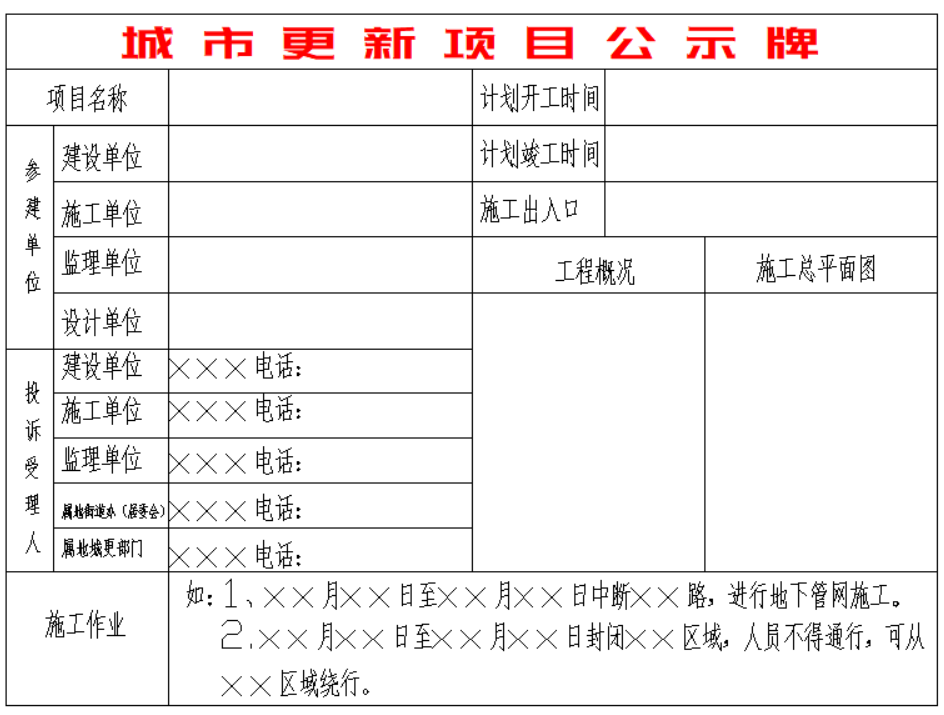 城市更新项目公示牌
项目名称 计划开工时间
参建单位
建设单位 计划竣工时间
施工单位 施工出入口
监理单位 工程概况 施工总平面图
设计单位
投诉受理人
建设单位 ×××电话：
施工单位 ×××电话：
监理单位 ×××电话：
属地街道办（居委会） ×××电话：
属地城更部门 ×××电话：
施工作业
如：1、××月××日至××月××日中断××路，进行地下管网施工。
2.××月××日至××月××日封闭××区域，人员不得通行，可从
××区域绕行。